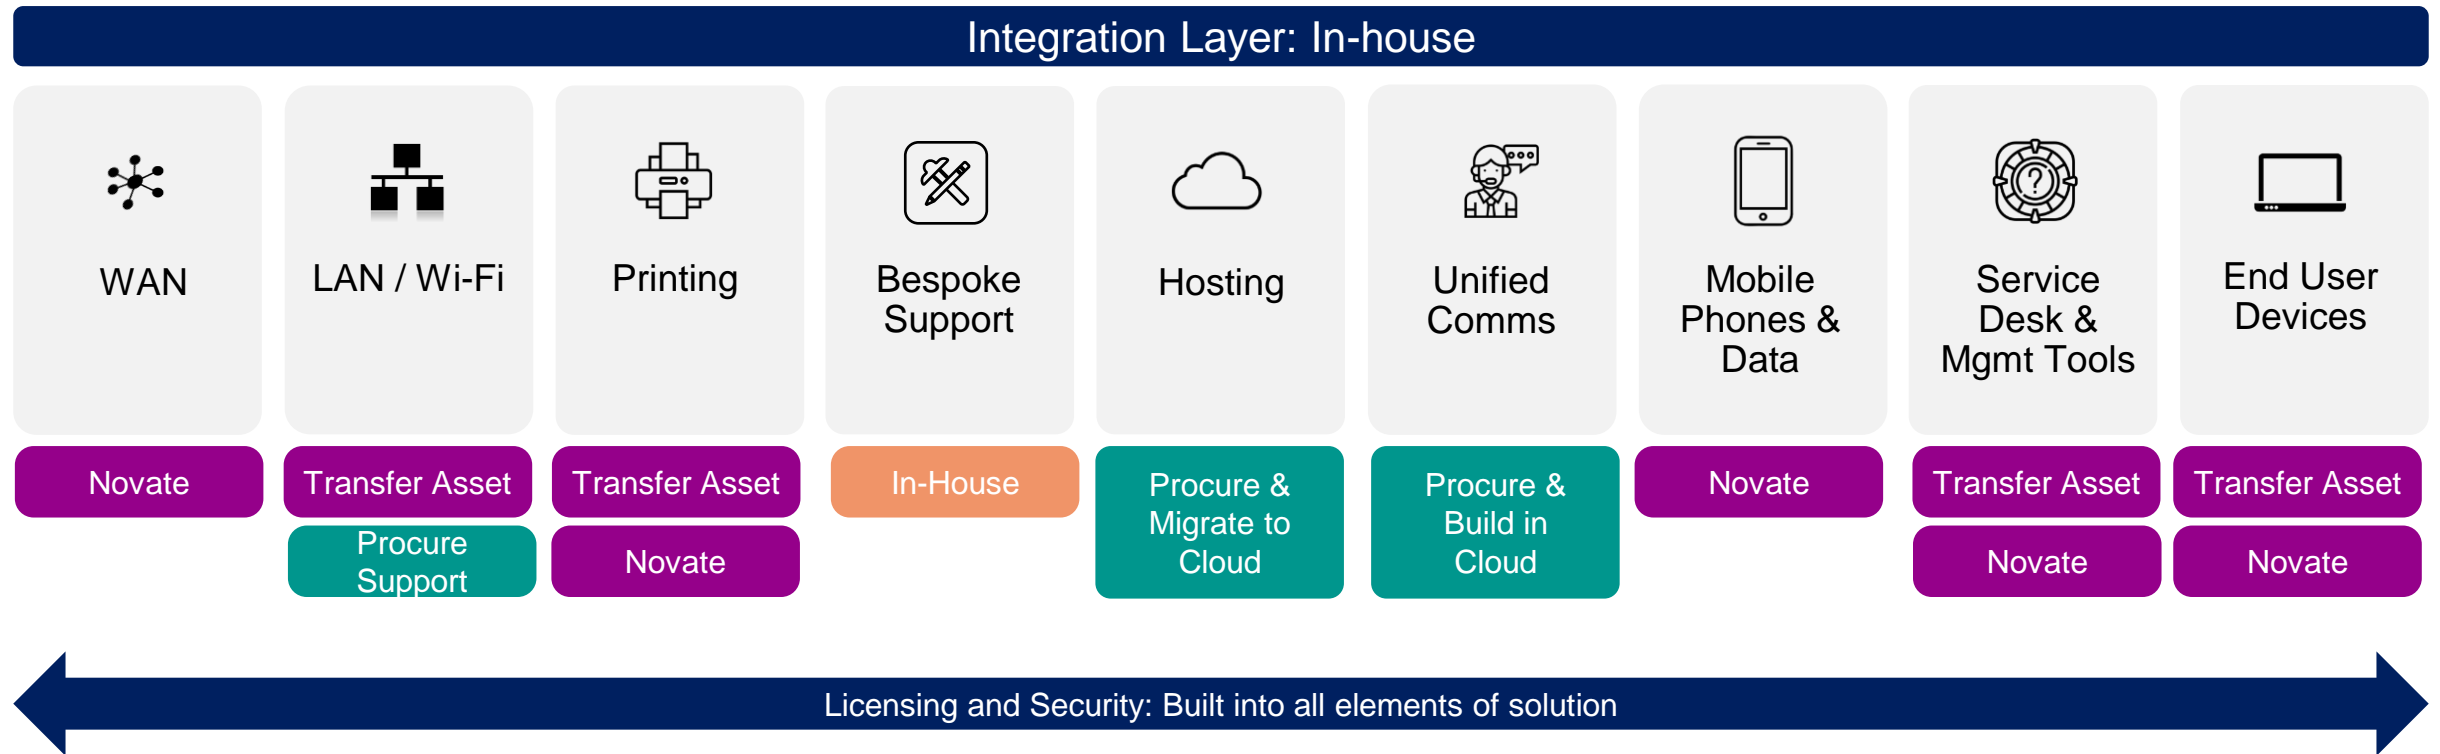 Integration Layer: In-house
WAN
LAN / Wi-Fi
Printing
Bespoke
Support
Hosting
Unified
Comms
Mobile
Phones &
Data
Service
Desk &
Mgmt Tools
End User
Devices
Novate
Transfer Asset
Procure
Support
Transfer Asset
Novate
In-House
Procure &
Migrate to
Cloud
Procure &
Build in
Cloud
Novate
Transfer Asset
Novate
Transfer Asset
Novate
Licensing and Security: Built into all elements of solution